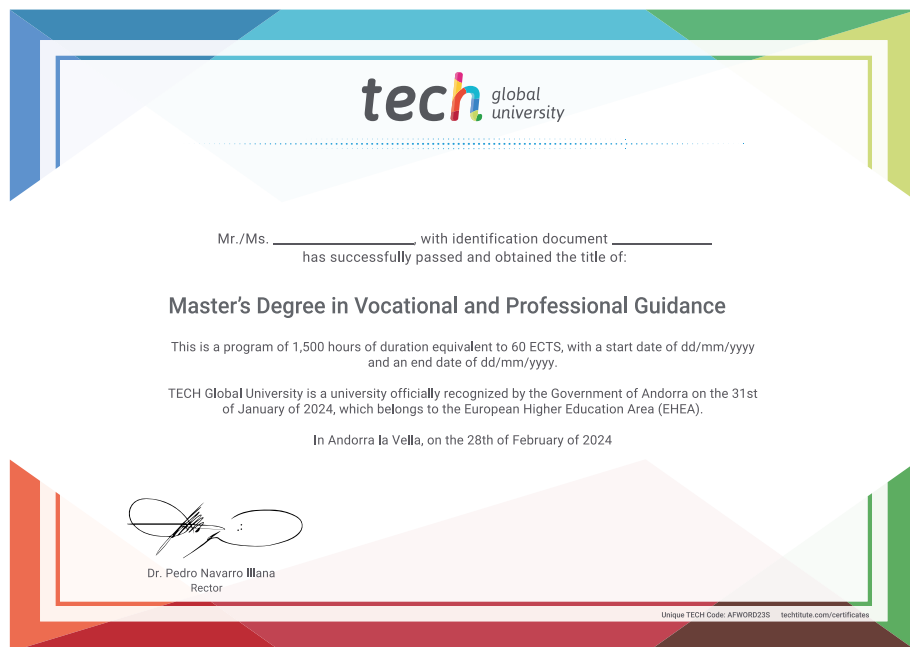 tech global
university
Mr./Ms. ________________, with identification document ____________
has successfully passed and obtained the title of:
Master's Degree in Vocational and Professional Guidance
This is a program of 1,500 hours of duration equivalent to 60 ECTS, with a start date of dd/mm/yyyy
and an end date of dd/mm/yyyy.
TECH Global University is a university officially recognized by the Government of Andorra on the 31st
of January of 2024, which belongs to the European Higher Education Area (EHEA).
In Andorra la Vella, on the 28th of February of 2024
Dr. Pedro Navarro Illana
Rector
Unique TECH Code: AFWORD23S techtitute.com/certificates